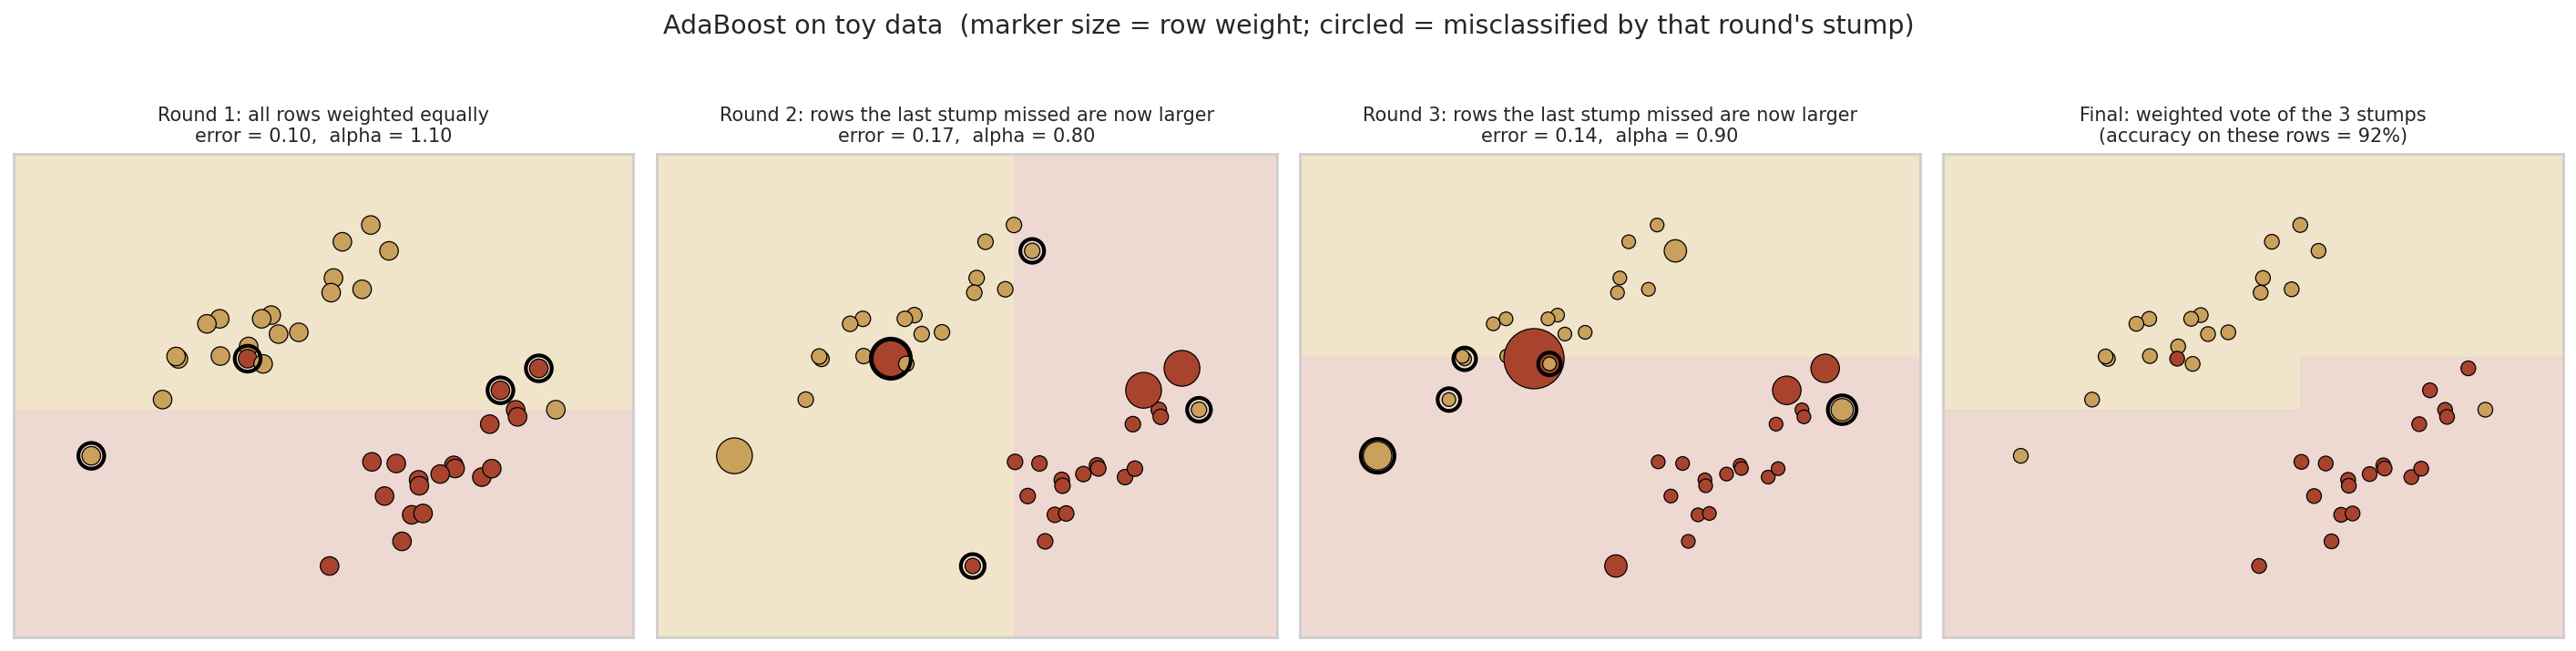 AdaBoost on toy data  (marker size = row weight; circled = misclassified by that round's stump)
Round 1: all rows weighted equally
error = 0.10,  alpha = 1.10
Round 2: rows the last stump missed are now larger
error = 0.17,  alpha = 0.80
Round 3: rows the last stump missed are now larger
error = 0.14,  alpha = 0.90
Final: weighted vote of the 3 stumps
(accuracy on these rows = 92%)